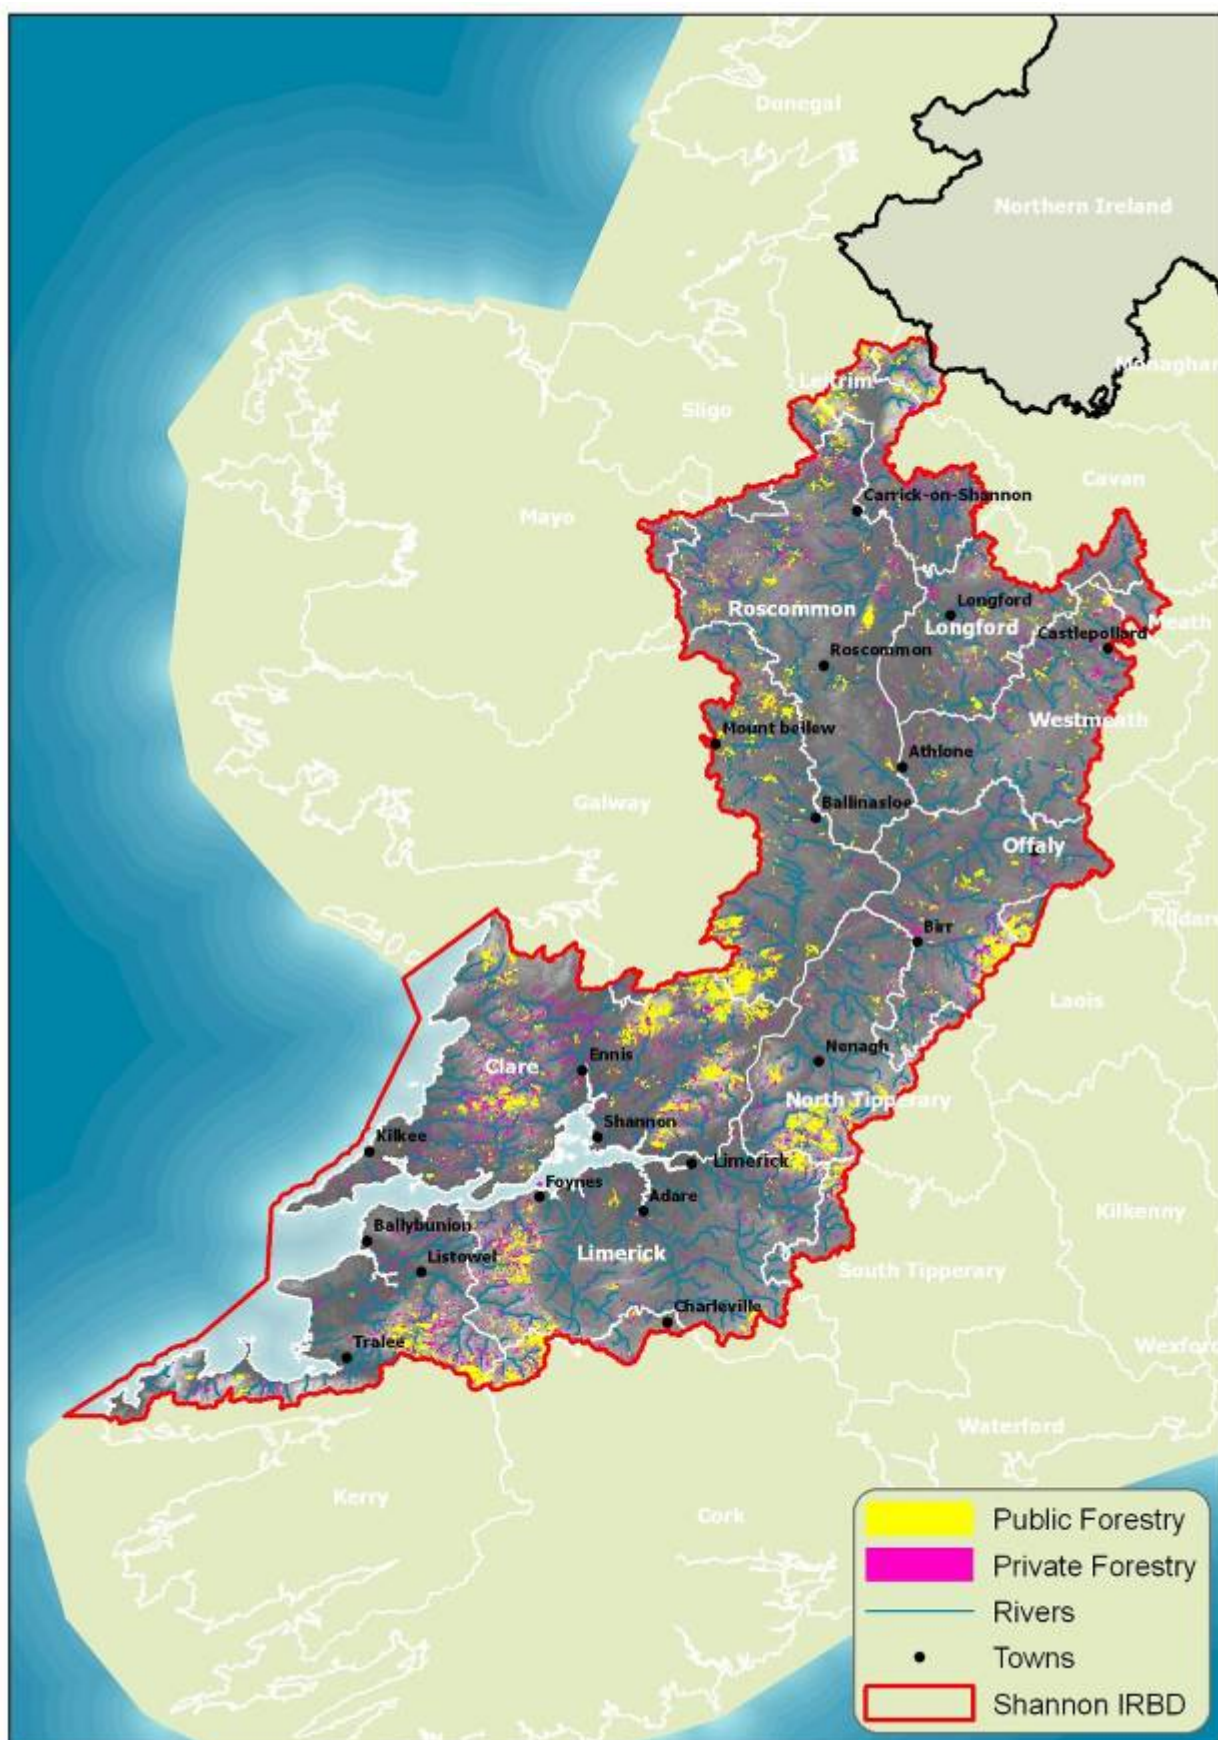 Donegal
Northern Ireland
Monaghan
Leitrim
Sligo
Cavan
Mayo
Carrick-on-Shannon
Roscommon
Longford
Longford
Castlepollard
Meath
Roscommon
Westmeath
Mount bellew
Athlone
Galway
Ballinasloe
Offaly
Kildare
Birr
Laois
Nenagh
Ennis
Clare
North Tipperary
Shannon
Kilkee
Limerick
Foynes
Adare
Kilkenny
Ballybunion
Limerick
Listowel
South Tipperary
Charleville
Tralee
Wexford
Waterford
Kerry
Cork
Public Forestry
Private Forestry
Rivers
Towns
Shannon IRBD